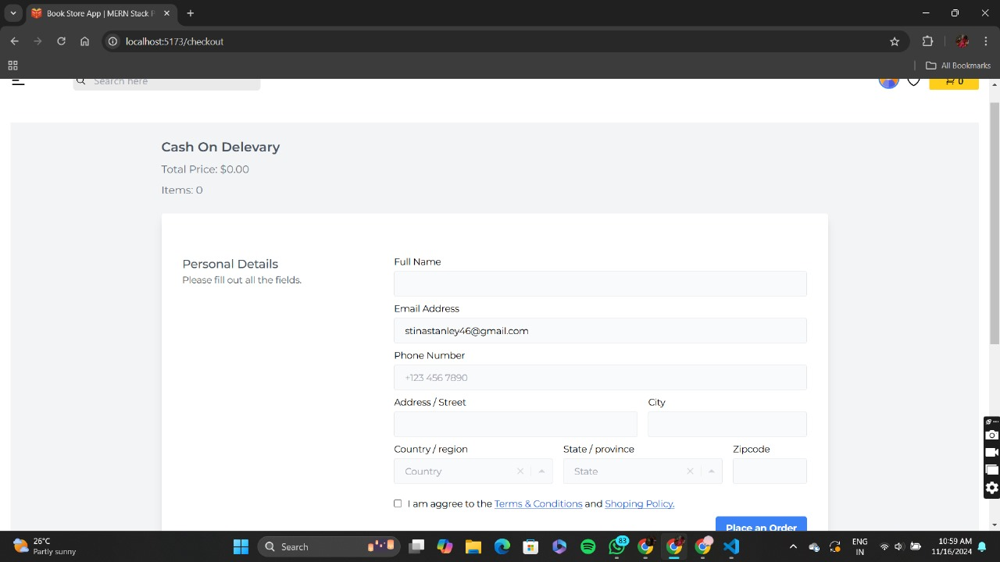 Book Store App | MERN Stack P
localhost:5173/checkout
All Bookmarks
Search here
0
Cash On Delevary
Total Price: $0.00
Items: 0
Personal Details
Please fill out all the fields.
Full Name
Email Address
stinastanley46@gmail.com
Phone Number
+123 456 7890
Address / Street
City
Country / region
State / province
Zipcode
Country
State
I am aggree to the Terms & Conditions and Shoping Policy.
Place an Order
26°C
Partly sunny
Search
83
ENG
IN
10:59 AM
11/16/2024